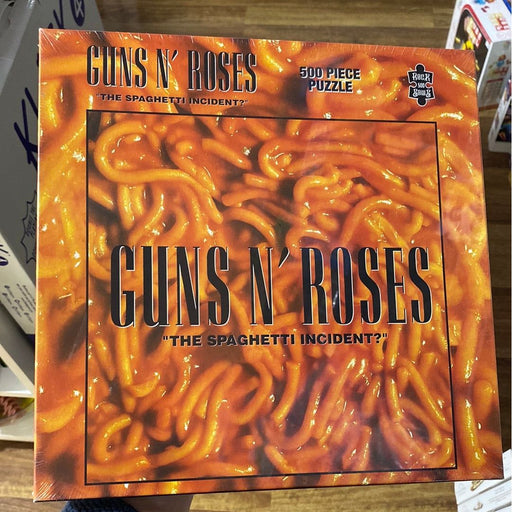 GUNS N' ROSES
"THE SPAGHETTI INCIDENT?"
500 PIECE
PUZZLE
ROCK
SAWS
GUNS N' ROSES
"THE SPAGHETTI INCIDENT?"